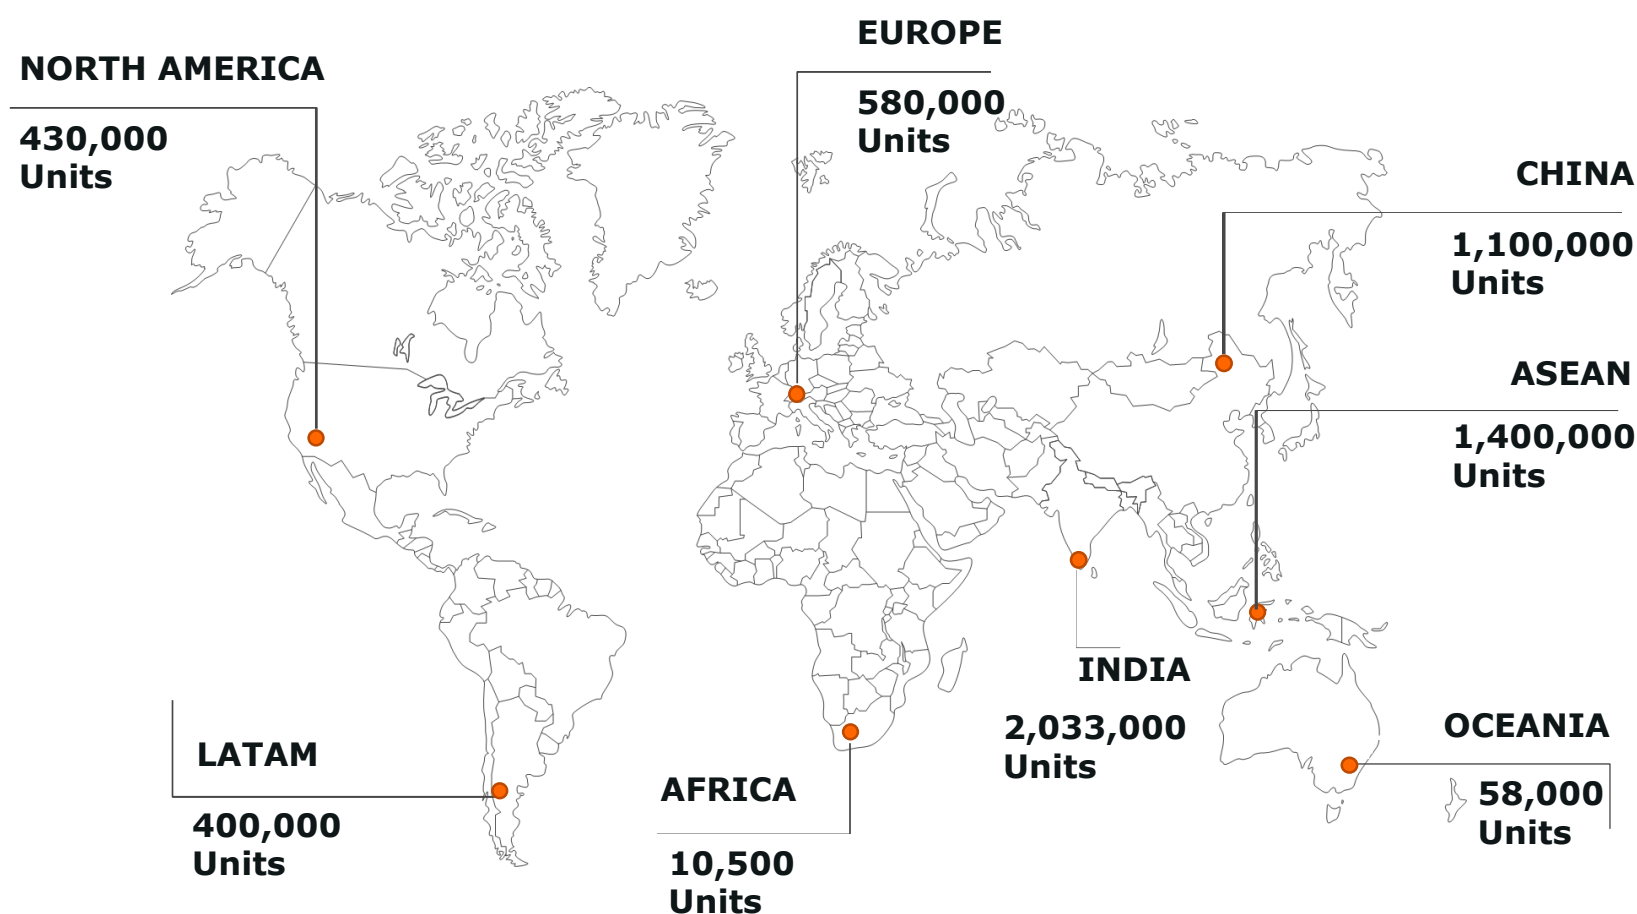 EUROPE
580,000
Units
NORTH AMERICA
430,000
Units
CHINA
1,100,000
Units
ASEAN
1,400,000
Units
INDIA
2,033,000
Units
OCEANIA
58,000
Units
LATAM
400,000
Units
AFRICA
10,500
Units